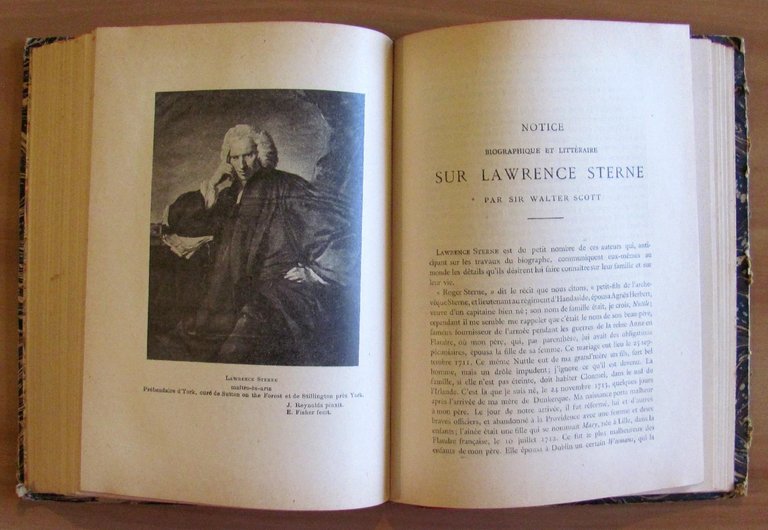 LAWRENCE STERNE
maître-ès-arts
Prébendaire d'York, curé de Sutton on the Forest et de Stillington près York.
J. Reynolds pinxit.
E. Fisher fecit.
NOTICE
BIOGRAPHIQUE ET LITTÉRAIRE
SUR LAWRENCE STERNE
PAR SIR WALTER SCOTT
LAWRENCE STERNE est du petit nombre de ces auteurs qui, anti-
cipant sur les travaux du biographe, communiquent eux-mêmes au
monde les détails qu'ils désirent lui faire connaître sur leur famille et sur
leur vie.
« Roger Sterne, » dit le récit que nous citons, « petit-fils de l'arche-
vêque Sterne, et lieutenant au régiment d'Handaside, épousa Agnès Herbert,
veuve d'un capitaine bien né; son nom de famille était, je crois, Nuttle;
cependant il me semble me rappeler que c'était le nom de son beau-père,
fameux fournisseur de l'armée pendant les guerres de la reine Anne en
Flandre, où mon père, qui, par parenthèse, lui avait des obligations
pécuniaires, épousa la fille de sa femme. Ce mariage eut lieu le 25 sep-
tembre 1711. Ce même Nuttle eut de ma grand'mère un fils, fort bel
homme, mais un drôle impudent; j'ignore ce qu'il est devenu. La
famille, si elle n'est pas éteinte, doit habiter Clonmel, dans le sud de
l'Irlande. C'est là que je suis né, le 24 novembre 1713, quelques jours
après l'arrivée de ma mère de Dunkerque. Ma naissance porta malheur
à mon père. Le jour de notre arrivée, il fut réformé, lui et d'autres
braves officiers, et abandonné à la Providence avec une femme et deux
enfants; l'aînée était une fille qui se nommait Mary, née à Lille, dans la
Flandre française, le 10 juillet 1712. Ce fut la plus malheureuse des
enfants de mon père. Elle épousa à Dublin un certain Weemans, qui la